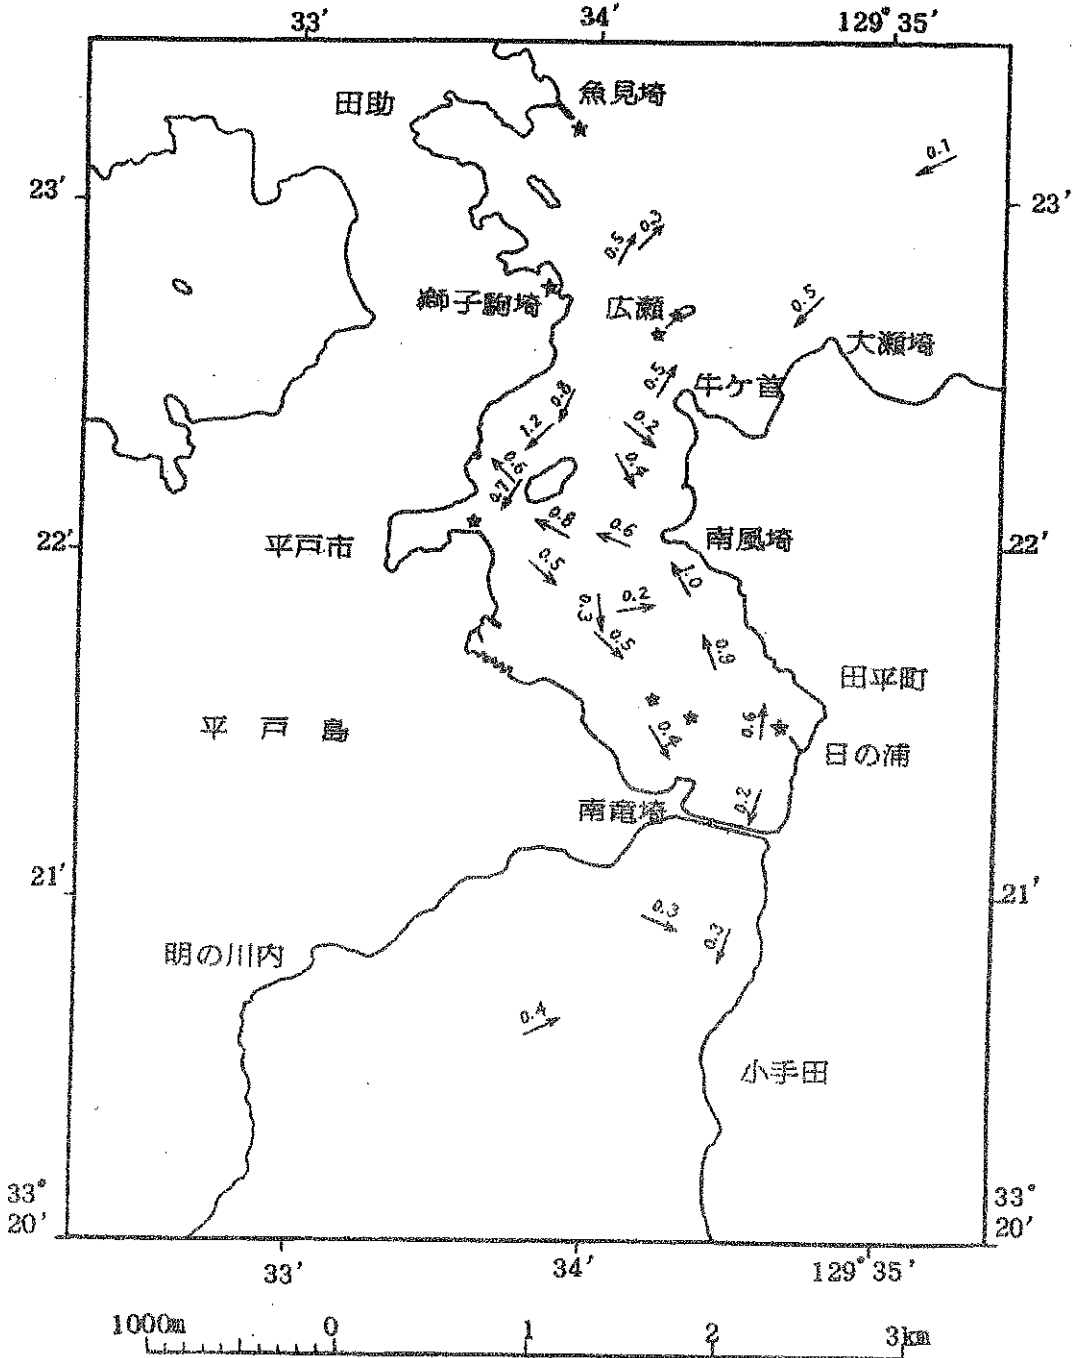 33′ 34′ 129°35′
田助
魚見埼
0.1
23′ 23′
0.5 0.3
獅子駒埼 広瀬
0.5
大瀬埼
0.5 牛ケ首
0.8
1.2 0.2
0.6 0.4
0.7
0.8 0.6
平戸市 南風埼
22′ 22′
0.5 1.0
0.3 0.2
0.5 0.9
田平町
平戸島 0.4 0.6
日の浦
南竜埼 0.2
21′ 21′
0.3 0.3
明の川内
0.4
小手田
33° 33°
20′ 20′
33′ 34′ 129°35′
1000m 0 1 2 3km